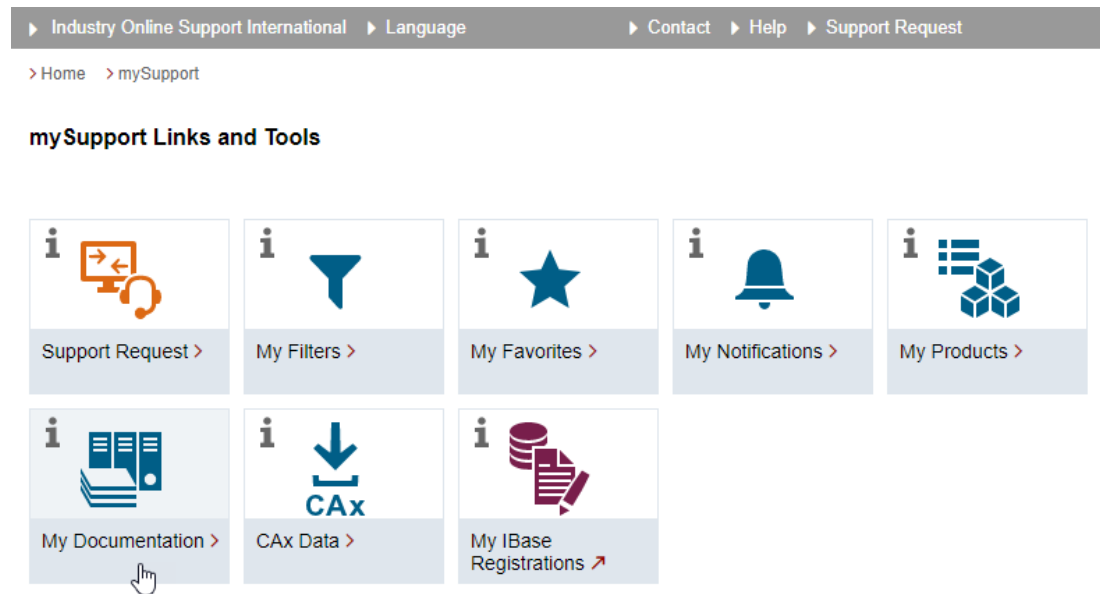 Industry Online Support International Language Contact Help Support Request
Home mySupport
mySupport Links and Tools
Support Request
My Filters
My Favorites
My Notifications
My Products
My Documentation
CAx
CAx Data
My IBase
Registrations